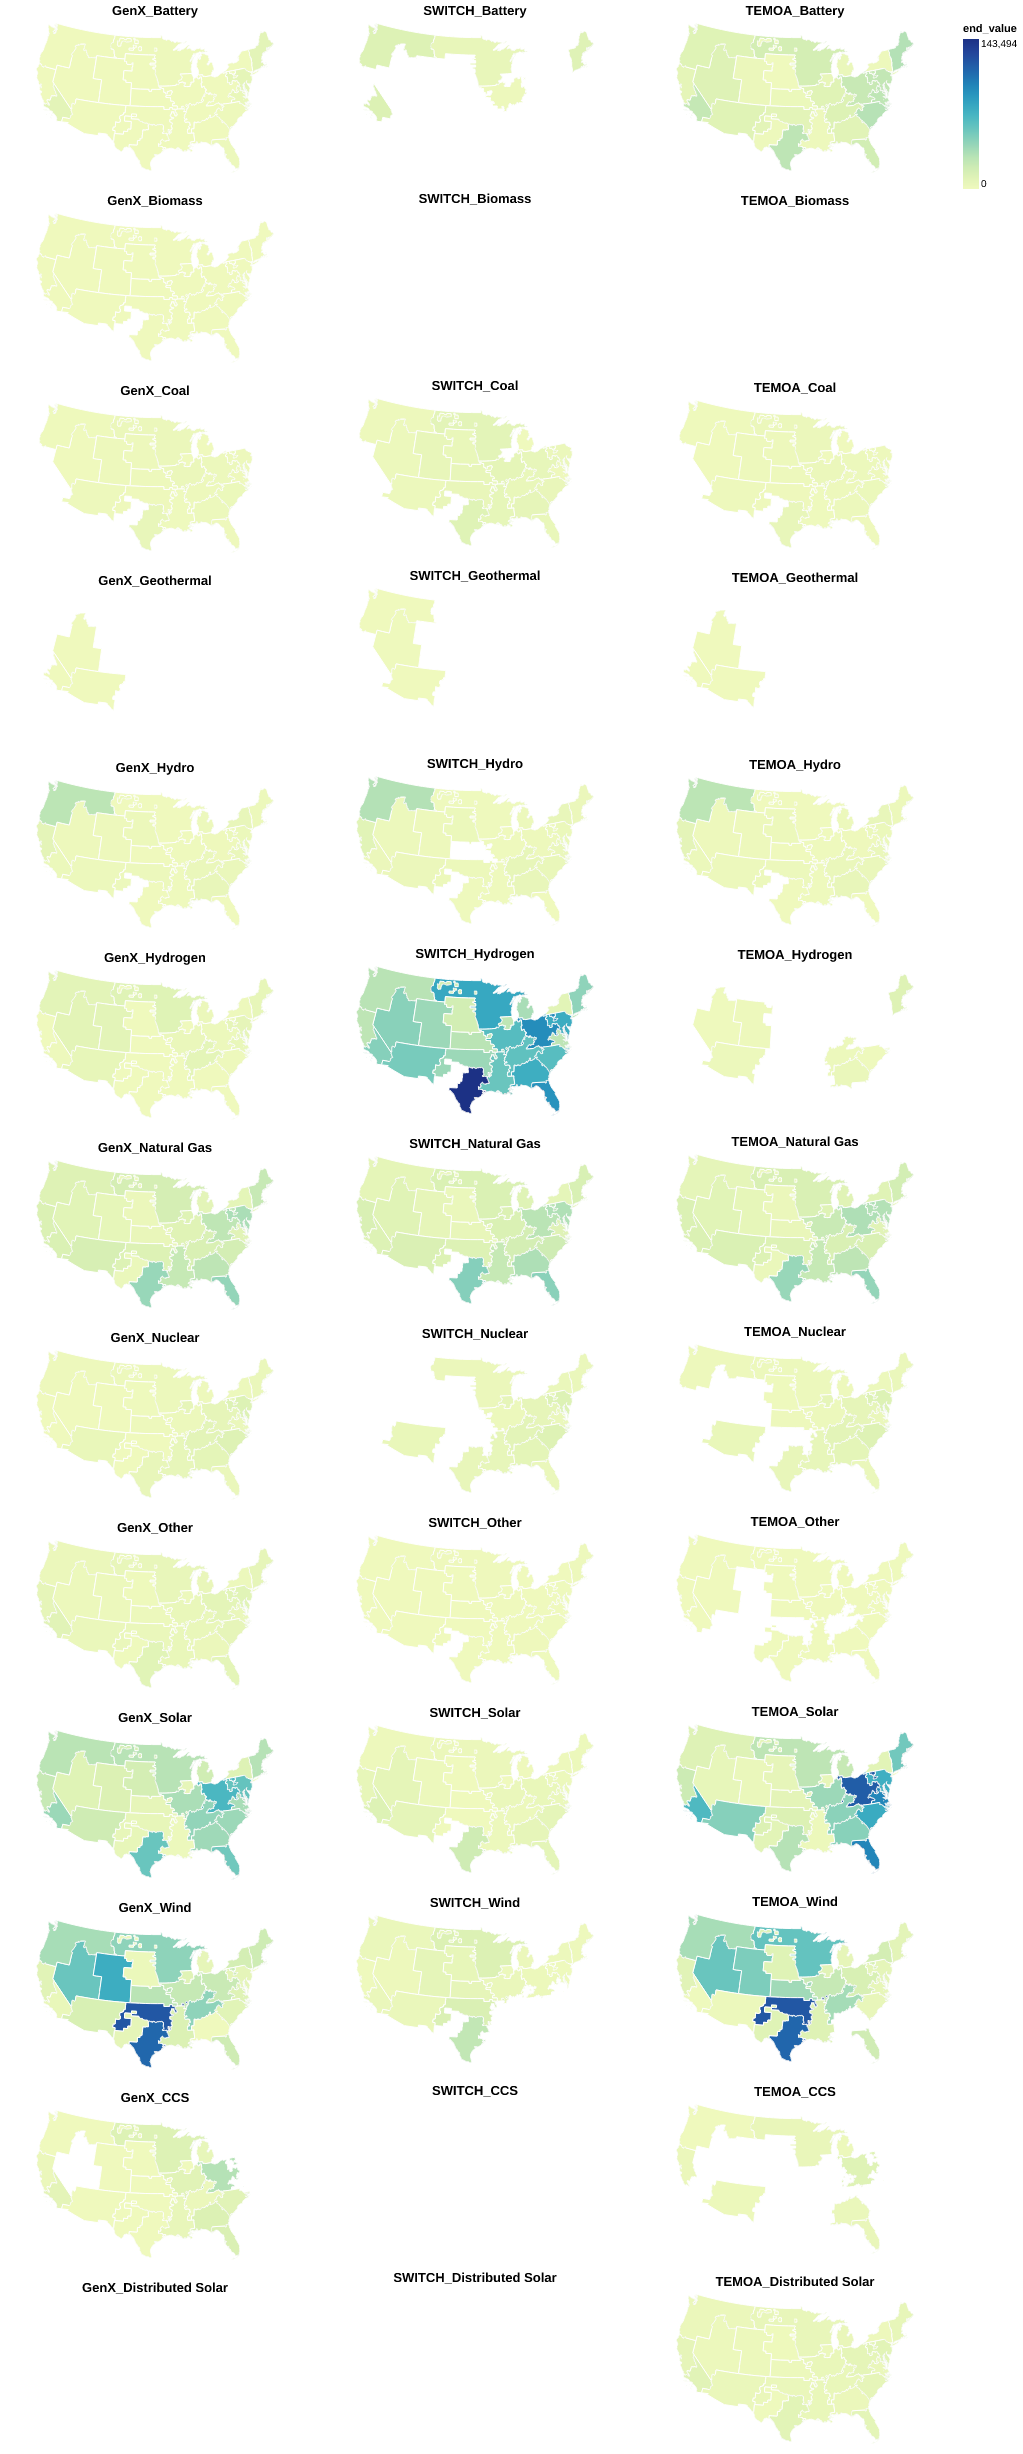 GenX_Battery
SWITCH_Battery
TEMOA_Battery
end_value
143,494
0
GenX_Biomass
SWITCH_Biomass
TEMOA_Biomass
GenX_Coal
SWITCH_Coal
TEMOA_Coal
GenX_Geothermal
SWITCH_Geothermal
TEMOA_Geothermal
GenX_Hydro
SWITCH_Hydro
TEMOA_Hydro
GenX_Hydrogen
SWITCH_Hydrogen
TEMOA_Hydrogen
GenX_Natural Gas
SWITCH_Natural Gas
TEMOA_Natural Gas
GenX_Nuclear
SWITCH_Nuclear
TEMOA_Nuclear
GenX_Other
SWITCH_Other
TEMOA_Other
GenX_Solar
SWITCH_Solar
TEMOA_Solar
GenX_Wind
SWITCH_Wind
TEMOA_Wind
GenX_CCS
SWITCH_CCS
TEMOA_CCS
GenX_Distributed Solar
SWITCH_Distributed Solar
TEMOA_Distributed Solar